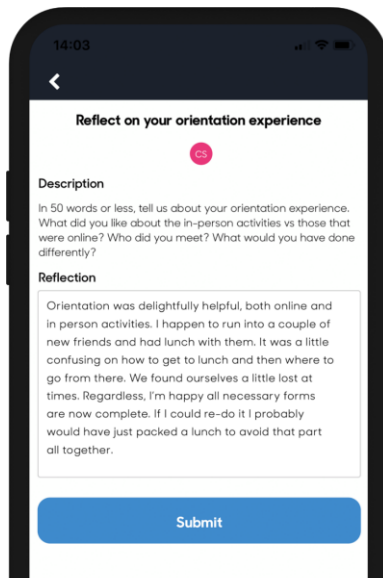 14:03
Reflect on your orientation experience
CS
Description
In 50 words or less, tell us about your orientation experience.
What did you like about the in-person activities vs those that
were online? Who did you meet? What would you have done
differently?
Reflection
Orientation was delightfully helpful, both online and
in person activities. I happen to run into a couple of
new friends and had lunch with them. It was a little
confusing on how to get to lunch and then where to
go from there. We found ourselves a little lost at
times. Regardless, I'm happy all necessary forms
are now complete. If I could re-do it I probably
would have just packed a lunch to avoid that part
all together.
Submit